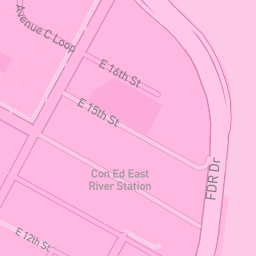 Avenue C Loop
E 16th St
E 15th St
Con Ed East
River Station
FDR Dr
E 12th St